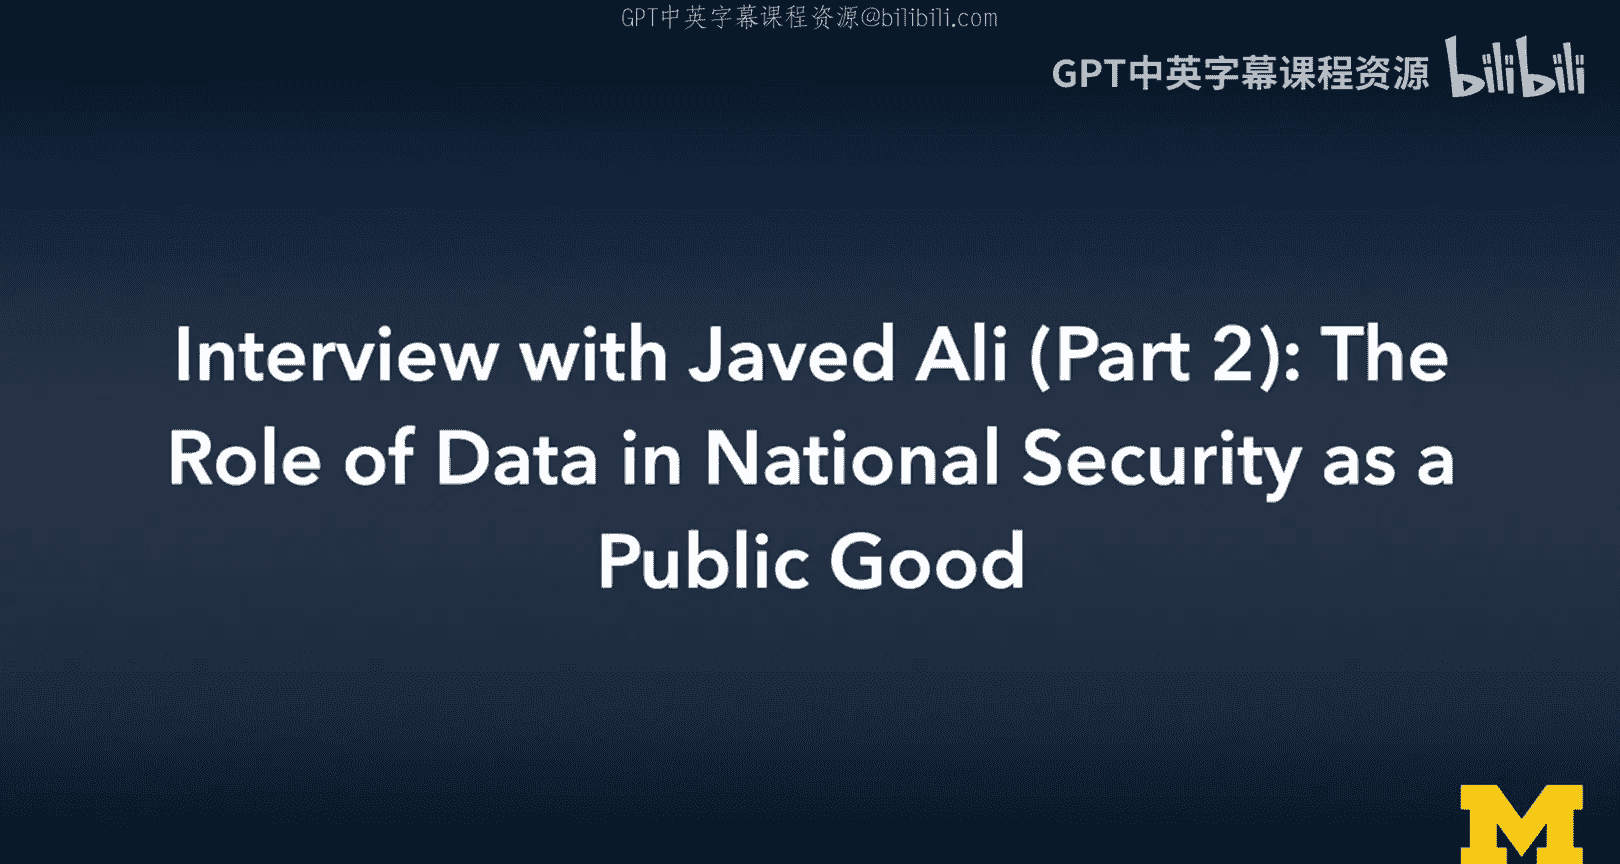 GPT中英字幕课程资源@bilibili.com
GPT中英字幕课程资源 bilibili
Interview with Javed Ali (Part 2): The
Role of Data in National Security as a
Public Good
M